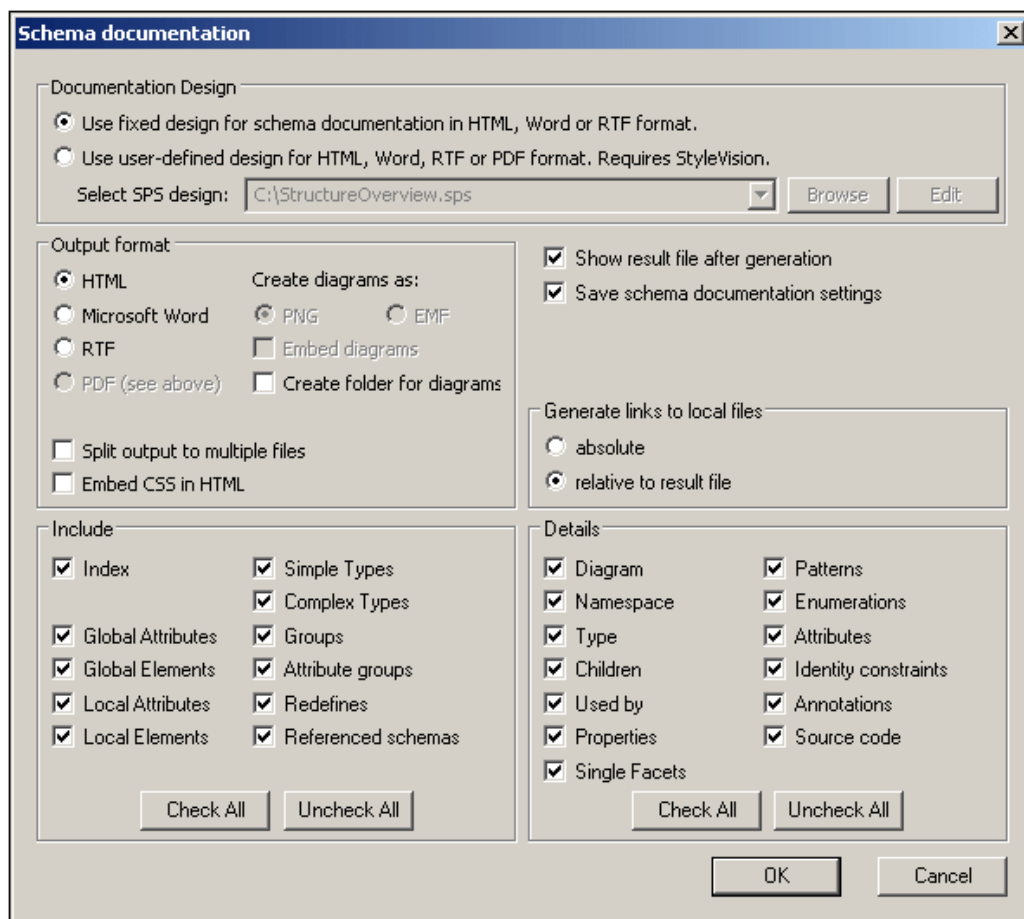 Schema documentation
Documentation Design
Use fixed design for schema documentation in HTML, Word or RTF format.
Use user-defined design for HTML, Word, RTF or PDF format. Requires StyleVision.
Select SPS design: C:\StructureOverview.sps Browse Edit
Output format
HTML Create diagrams as:
Microsoft Word PNG EMF
RTF Embed diagrams
PDF (see above) Create folder for diagrams
Split output to multiple files
Embed CSS in HTML
Show result file after generation
Save schema documentation settings
Generate links to local files
absolute
relative to result file
Include
Index Simple Types
Complex Types
Global Attributes Groups
Global Elements Attribute groups
Local Attributes Redefines
Local Elements Referenced schemas
Check All Uncheck All
Details
Diagram Patterns
Namespace Enumerations
Type Attributes
Children Identity constraints
Used by Annotations
Properties Source code
Single Facets
Check All Uncheck All
OK Cancel